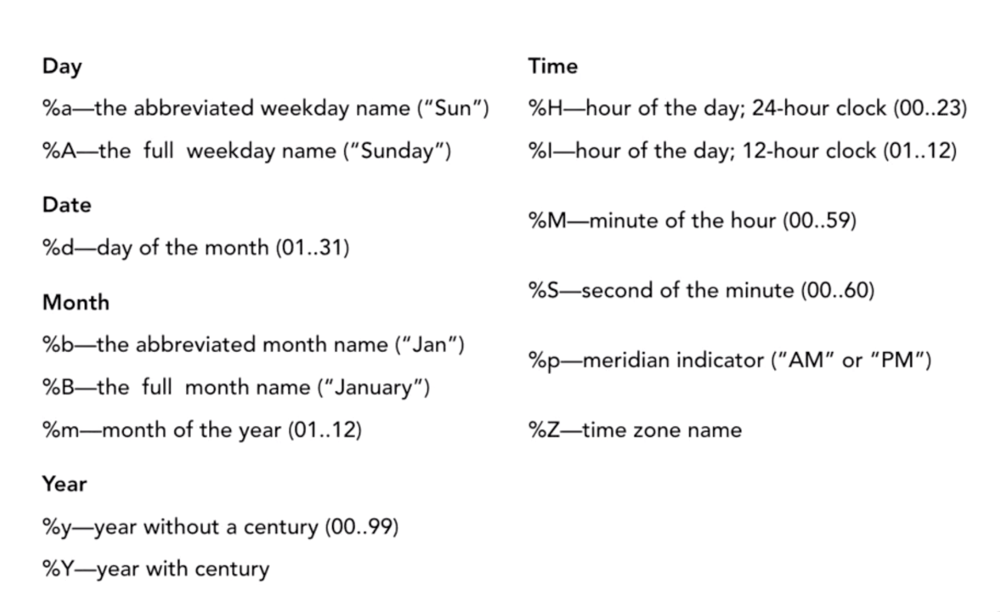 Day
%a—the abbreviated weekday name (“Sun”)
%A—the full weekday name (“Sunday”)
Date
%d—day of the month (01..31)
Month
%b—the abbreviated month name (“Jan”)
%B—the full month name (“January”)
%m—month of the year (01..12)
Year
%y—year without a century (00..99)
%Y—year with century
Time
%H—hour of the day; 24-hour clock (00..23)
%I—hour of the day; 12-hour clock (01..12)
%M—minute of the hour (00..59)
%S—second of the minute (00..60)
%p—meridian indicator (“AM” or “PM”)
%Z—time zone name